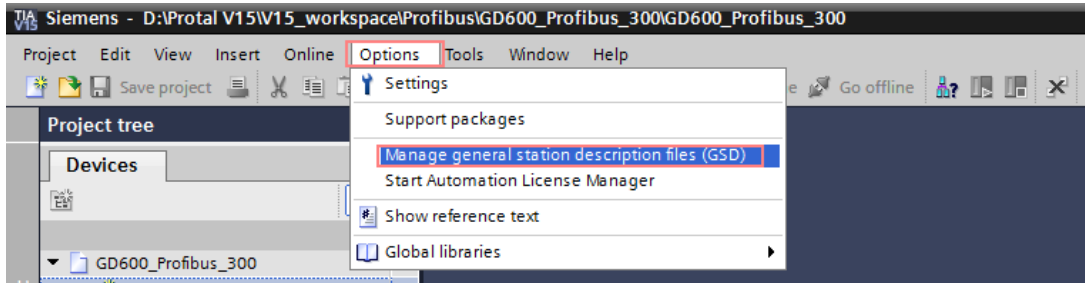 TIA V15 Siemens - D:\Protal V15\V15_workspace\Profibus\GD600_Profibus_300\GD600_Profibus_300
Project Edit View Insert Online Options Tools Window Help
Save project Go offline
Settings
Support packages
Manage general station description files (GSD)
Start Automation License Manager
Show reference text
Global libraries
Project tree
Devices
GD600_Profibus_300